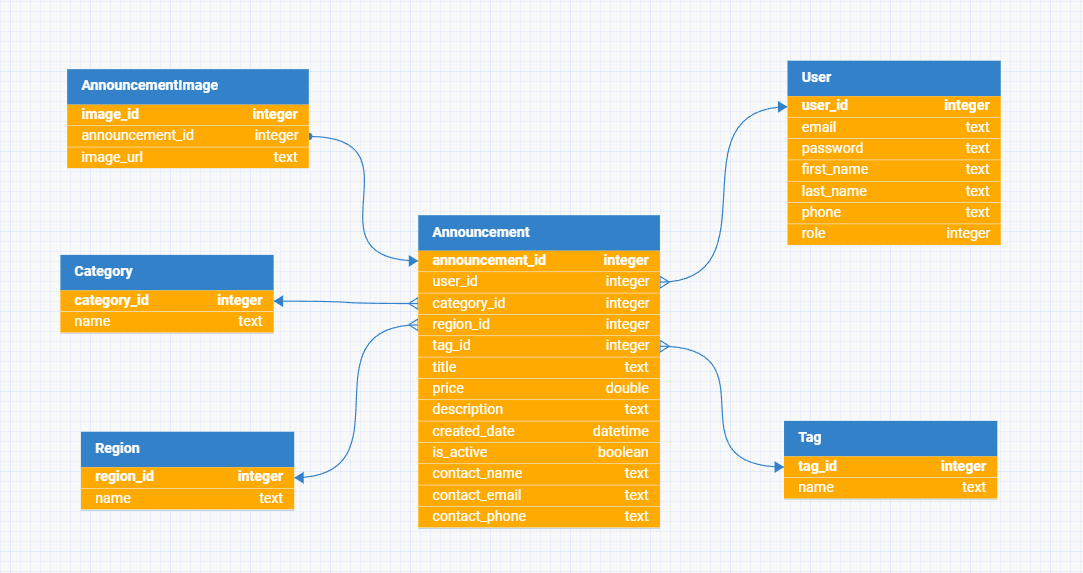 AnnouncementImage
image_id integer
announcement_id integer
image_url text
User
user_id integer
email text
password text
first_name text
last_name text
phone text
role integer
Announcement
announcement_id integer
user_id integer
category_id integer
region_id integer
tag_id integer
title text
price double
description text
created_date datetime
is_active boolean
contact_name text
contact_email text
contact_phone text
Category
category_id integer
name text
Region
region_id integer
name text
Tag
tag_id integer
name text